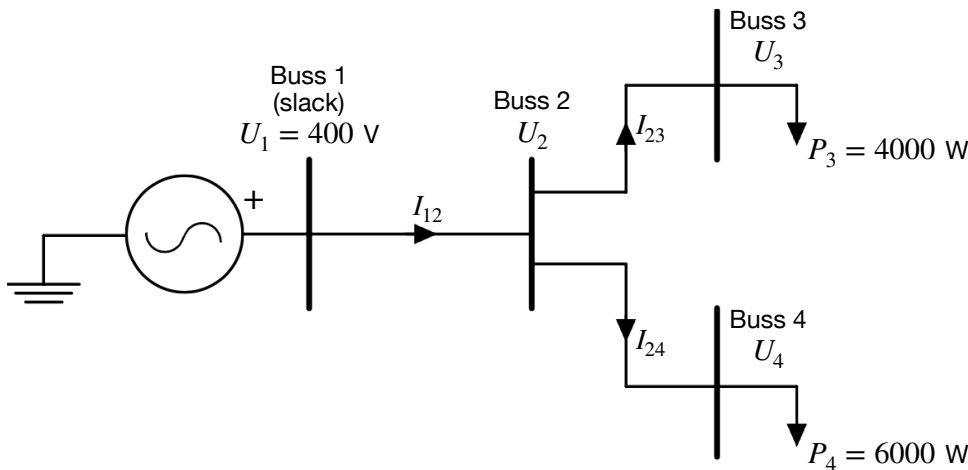 Buss 1
(slack)
U₁ = 400 V
+
I₁₂
Buss 2
U₂
I₂₃
I₂₄
Buss 3
U₃
P₃ = 4000 W
Buss 4
U₄
P₄ = 6000 W